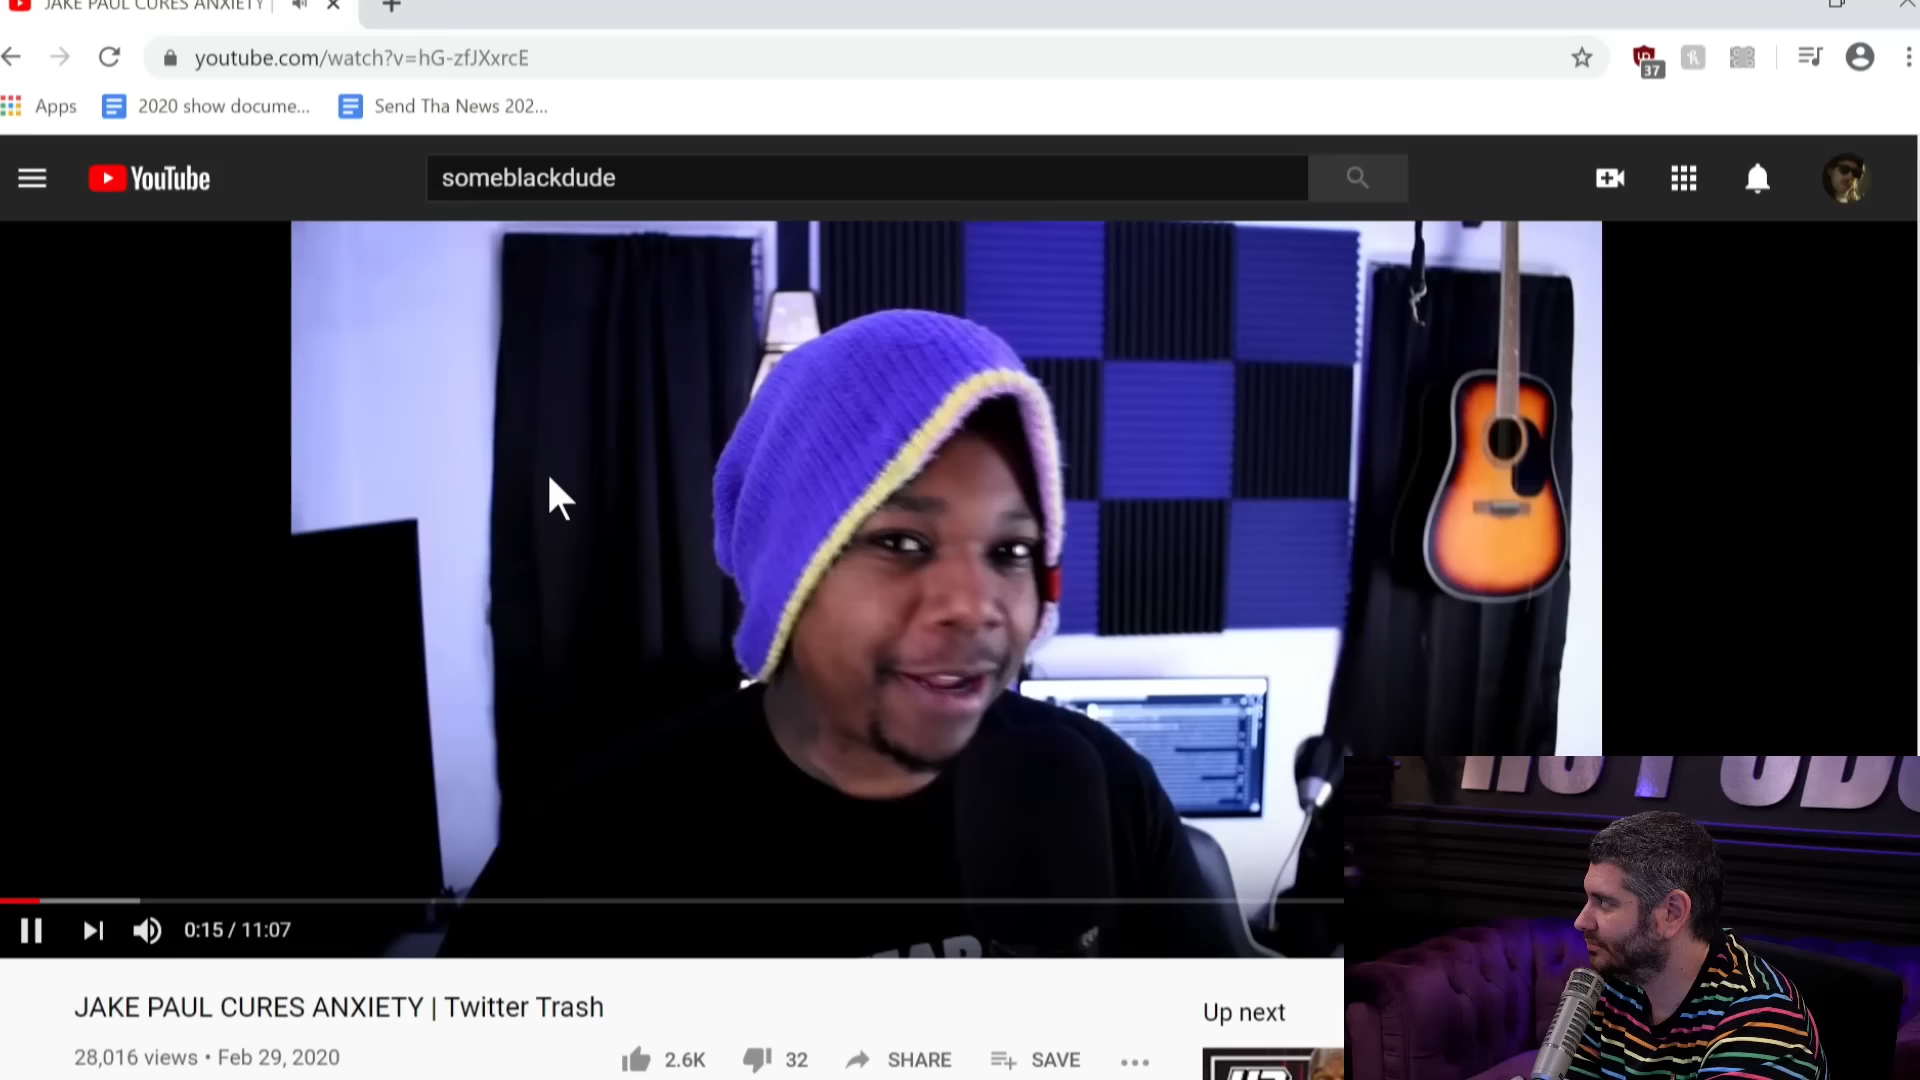 JAKE PAUL CURES ANXIETY |
youtube.com/watch?v=hG-zfJXxrcE
37
Apps
2020 show docume...
Send Tha News 202...
YouTube
someblackdude
0:15 / 11:07
JAKE PAUL CURES ANXIETY | Twitter Trash
Up next
28,016 views • Feb 29, 2020
2.6K
32
SHARE
SAVE